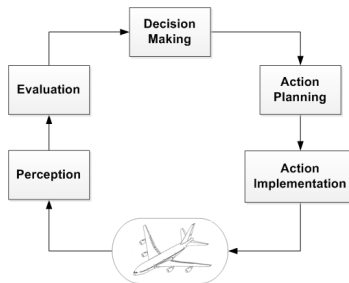 Decision
Making
Evaluation
Action
Planning
Perception
Action
Implementation